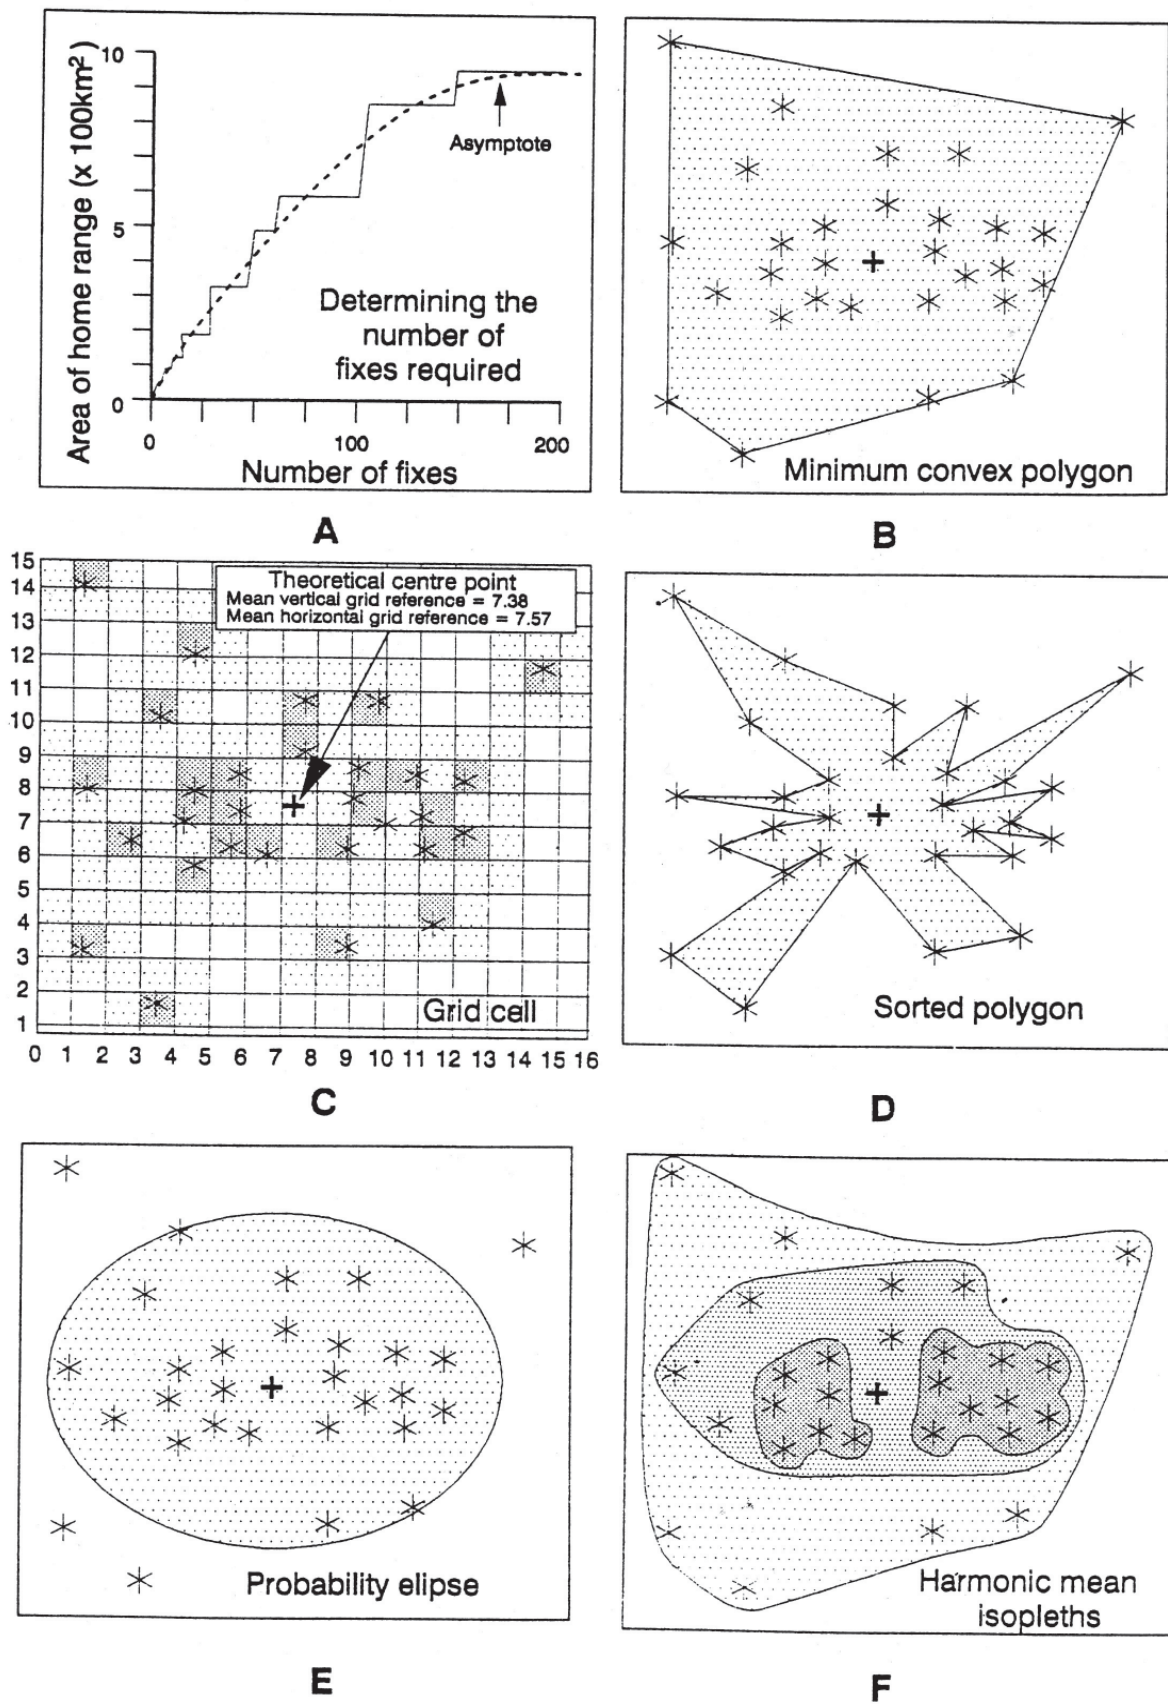 Area of home range (x 100km²)
10
5
0
Asymptote
Determining the
number of
fixes required
0
100
200
Number of fixes
A
Minimum convex polygon
B
15
14
13
12
11
10
9
8
7
6
5
4
3
2
1
Theoretical centre point
Mean vertical grid reference = 7.38
Mean horizontal grid reference = 7.57
Grid cell
0 1 2 3 4 5 6 7 8 9 10 11 12 13 14 15 16
C
Sorted polygon
D
Probability elipse
E
Harmonic mean
isopleths
F